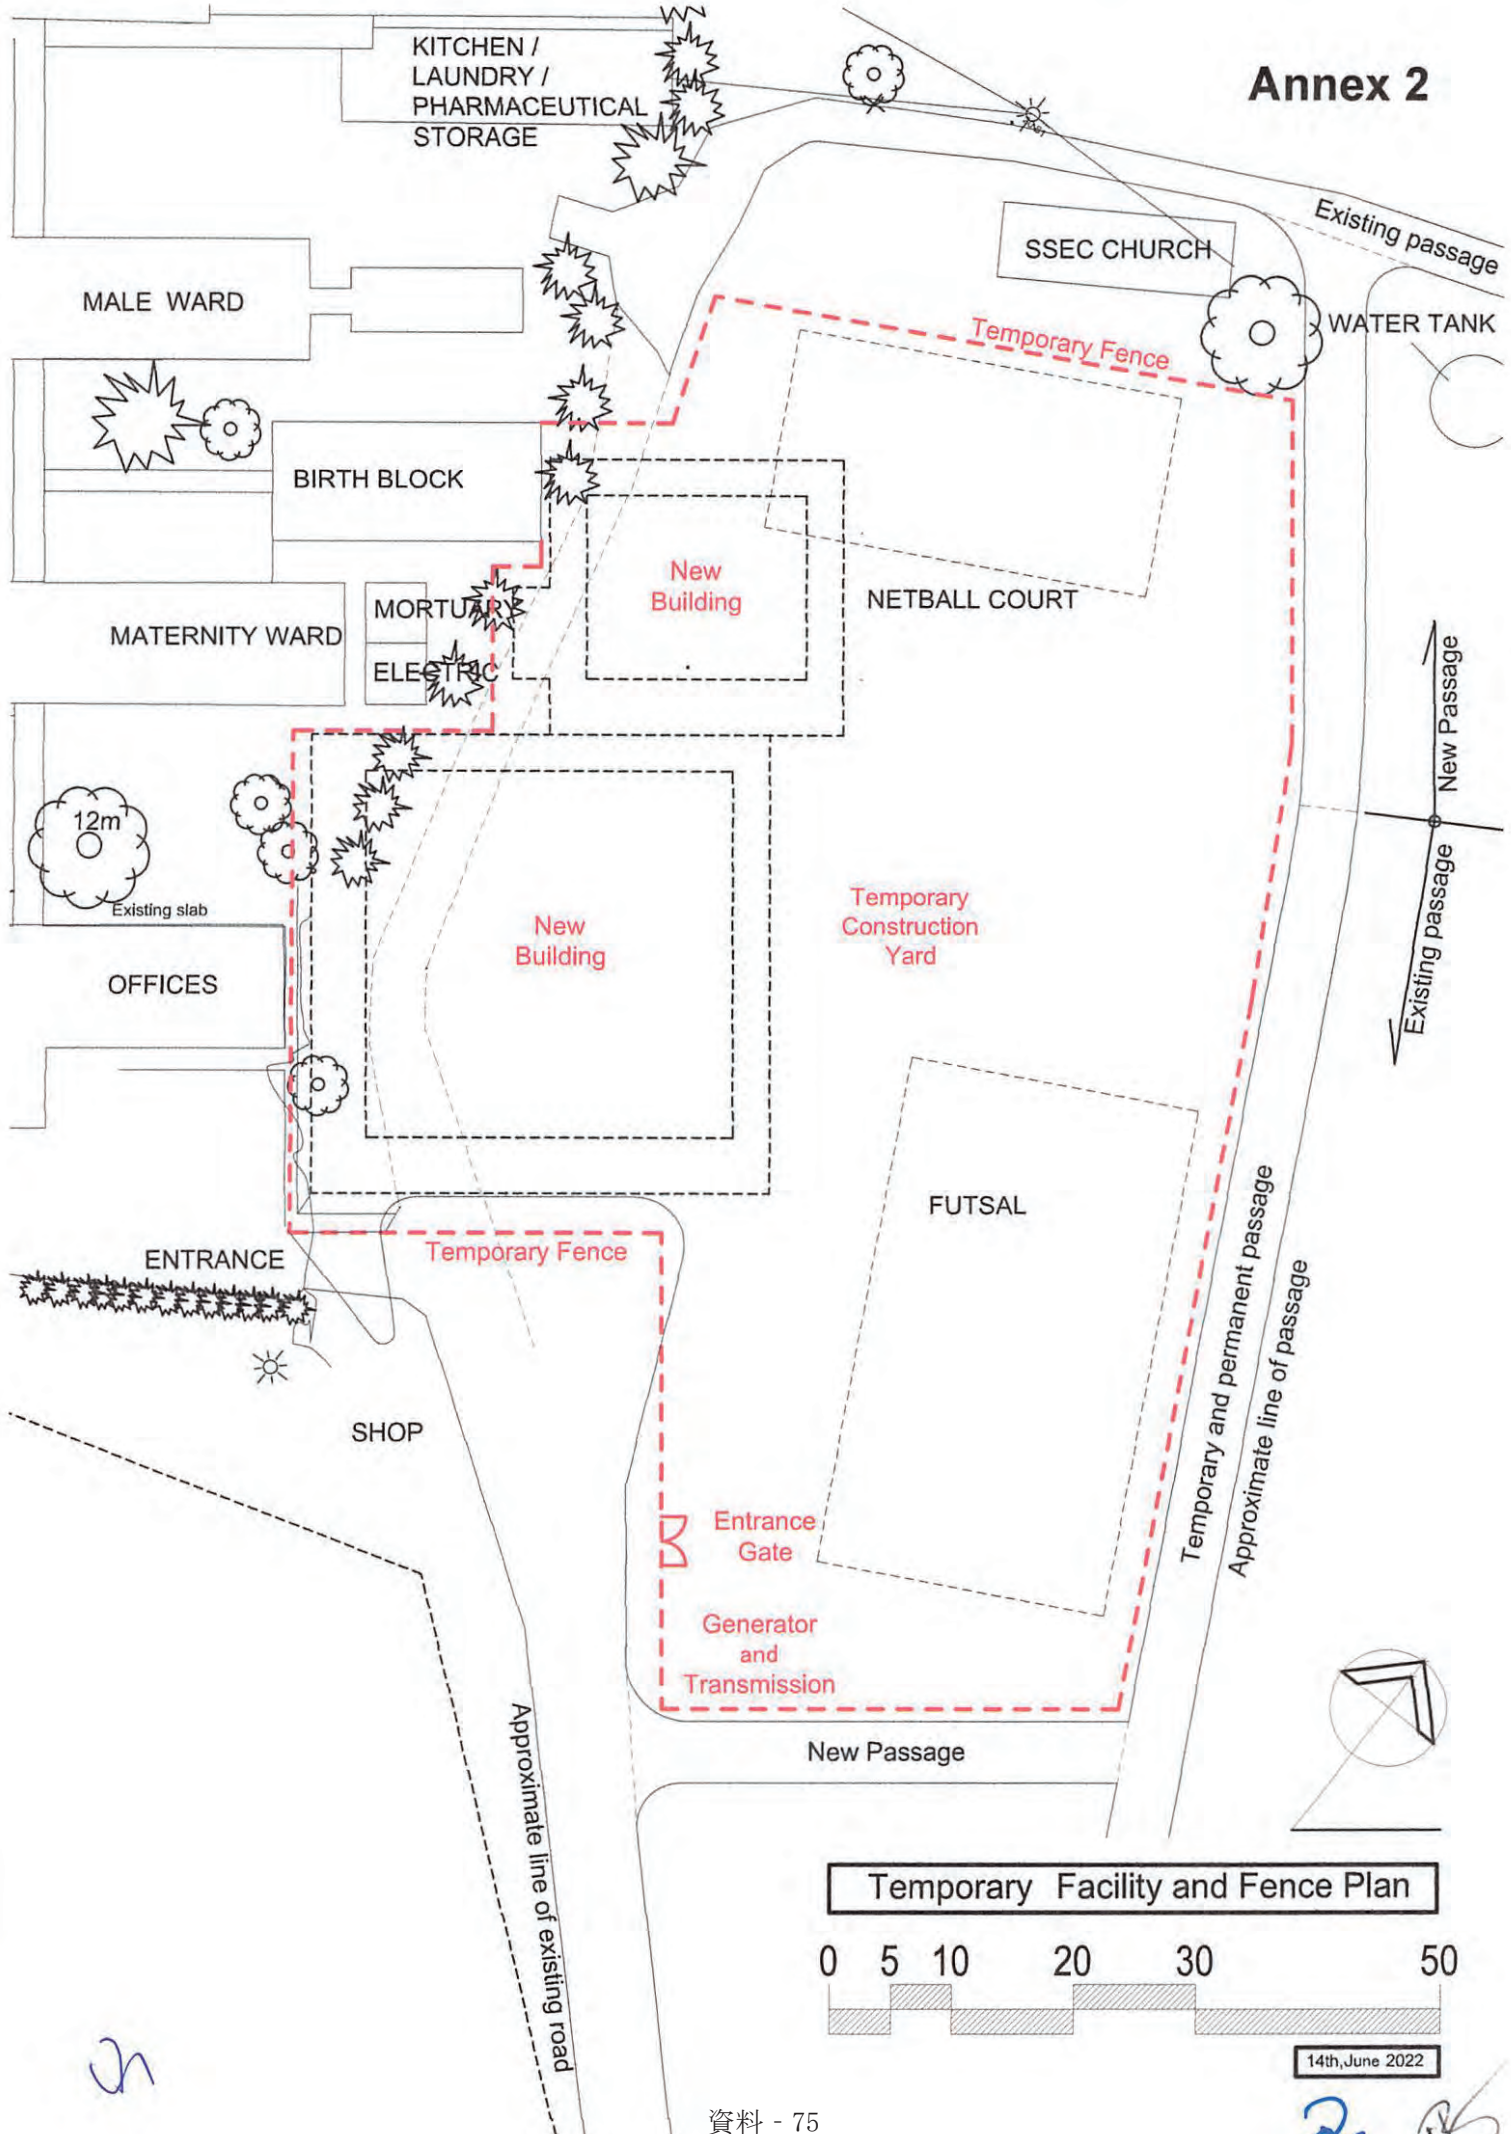 Annex 2
KITCHEN /
LAUNDRY /
PHARMACEUTICAL
STORAGE
Existing passage
SSEC CHURCH
MALE WARD
WATER TANK
Temporary Fence
BIRTH BLOCK
New
Building
NETBALL COURT
MORTUARY
MATERNITY WARD
ELECTRIC
New Passage
Existing passage
12m
Existing slab
Temporary
Construction
Yard
New
Building
OFFICES
FUTSAL
Temporary and permanent passage
Approximate line of passage
ENTRANCE
Temporary Fence
SHOP
Entrance
Gate
Generator
and
Transmission
New Passage
Approximate line of existing road
Temporary Facility and Fence Plan
0 5 10 20 30 50
14th,June 2022
資料 - 75